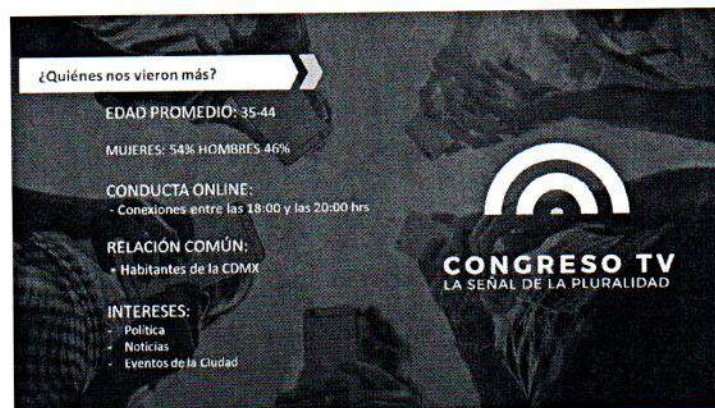 ¿Quiénes nos vieron más?
EDAD PROMEDIO: 35-44
MUJERES: 54% HOMBRES 46%
CONDUCTA ONLINE:
- Conexiones entre las 18:00 y las 20:00 hrs
RELACIÓN COMÚN:
- Habitantes de la CDMX
INTERESES:
- Política
- Noticias
- Eventos de la Ciudad
CONGRESO TV
LA SEÑAL DE LA PLURALIDAD